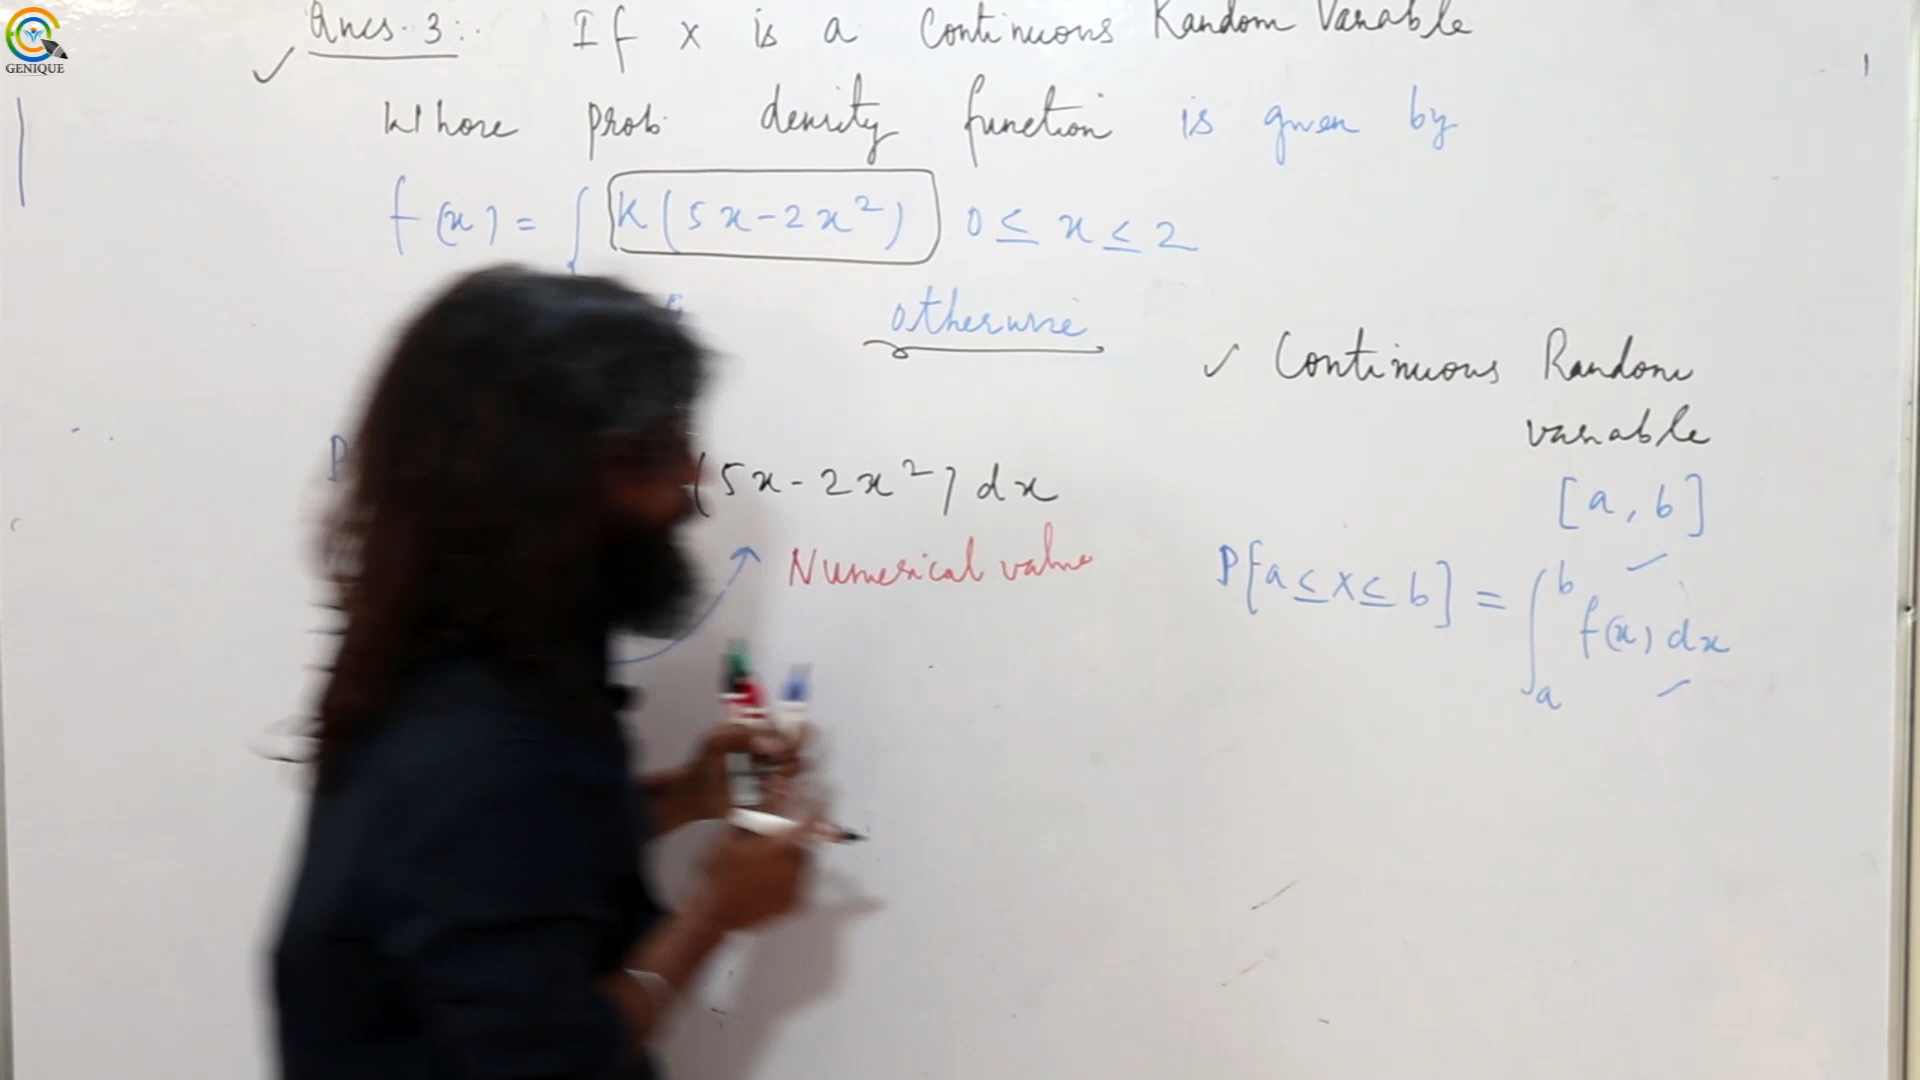 GENIQUE
Ques. 3:. If x is a Continuous Random Variable
Whose prob. density function is given by
f(x) = { K(5x-2x²) 0 ≤ x ≤ 2
otherwise
✓ Continuous Random
variable
P
(5x-2x²) dx
[a, b]
Numerical value
P[a ≤ X ≤ b] = ∫ₐᵇ f(x) dx